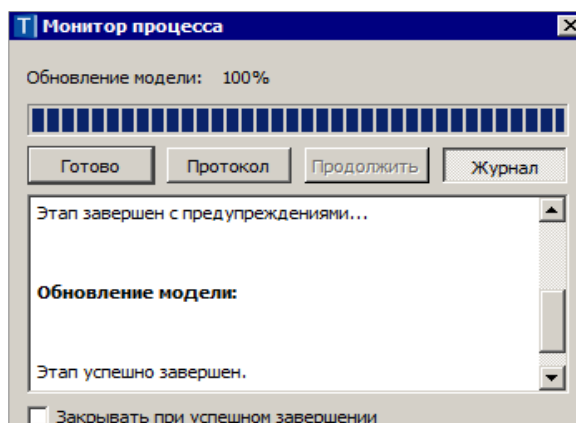 T Монитор процесса
Обновление модели: 100%
Готово Протокол Продолжить Журнал
Этап завершен с предупреждениями...
Обновление модели:
Этап успешно завершен.
Закрывать при успешном завершении